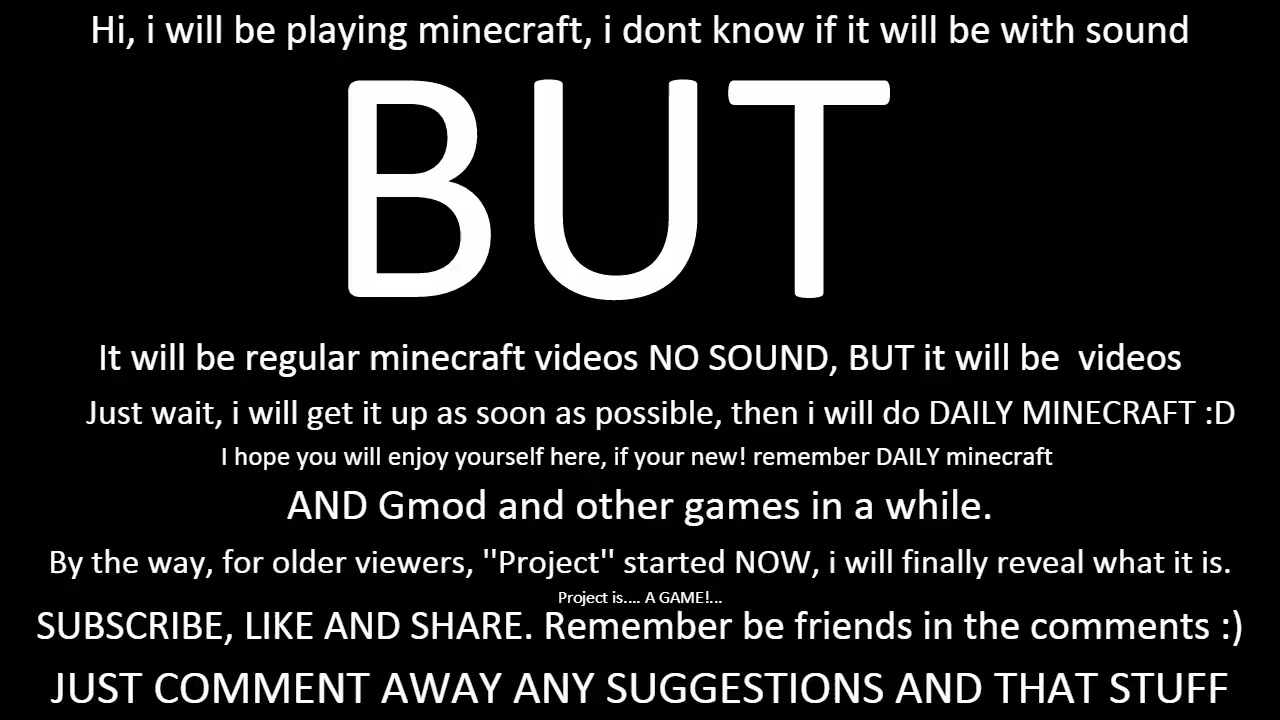 Hi, i will be playing minecraft, i dont know if it will be with sound
BUT
It will be regular minecraft videos NO SOUND, BUT it will be  videos
Just wait, i will get it up as soon as possible, then i will do DAILY MINECRAFT :D
I hope you will enjoy yourself here, if your new! remember DAILY minecraft
AND Gmod and other games in a while.
By the way, for older viewers, ''Project'' started NOW, i will finally reveal what it is.
Project is.... A GAME!...
SUBSCRIBE, LIKE AND SHARE. Remember be friends in the comments :)
JUST COMMENT AWAY ANY SUGGESTIONS AND THAT STUFF